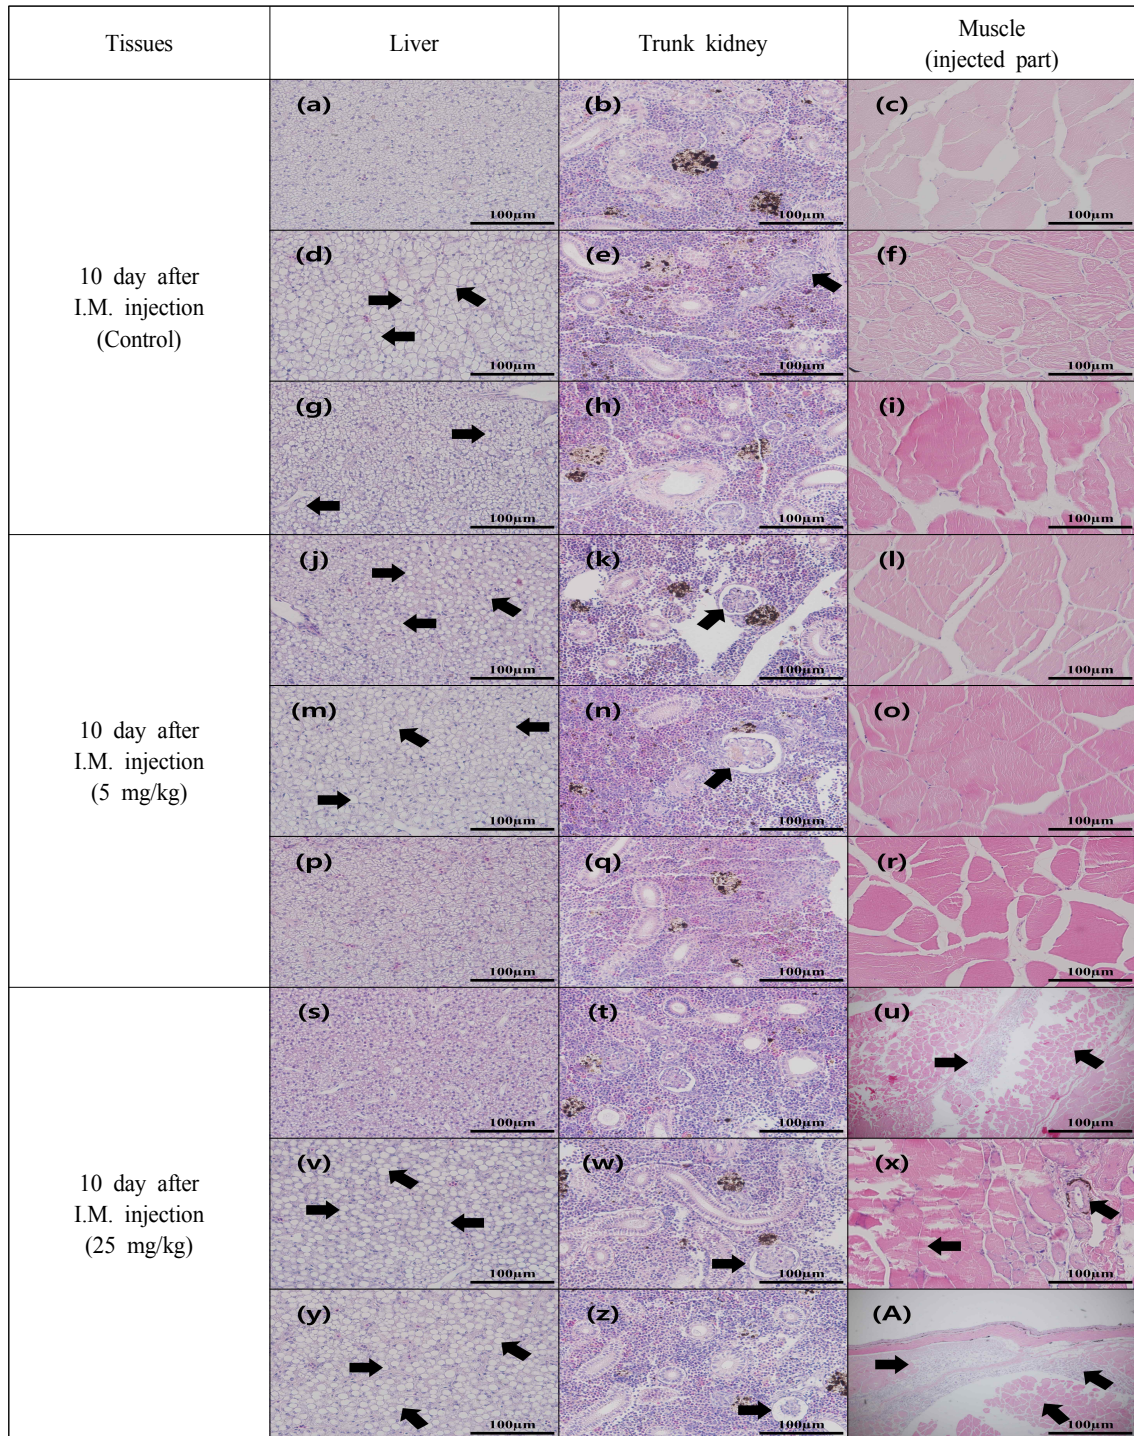 Tissues
Liver
Trunk kidney
Muscle
(injected part)
10 day after
I.M. injection
(Control)
(a)
100μm
(b)
100μm
(c)
100μm
(d)
100μm
(e)
100μm
(f)
100μm
(g)
100μm
(h)
100μm
(i)
100μm
10 day after
I.M. injection
(5 mg/kg)
(j)
100μm
(k)
100μm
(l)
100μm
(m)
100μm
(n)
100μm
(o)
100μm
(p)
100μm
(q)
100μm
(r)
100μm
10 day after
I.M. injection
(25 mg/kg)
(s)
100μm
(t)
100μm
(u)
100μm
(v)
100μm
(w)
100μm
(x)
100μm
(y)
100μm
(z)
100μm
(A)
100μm